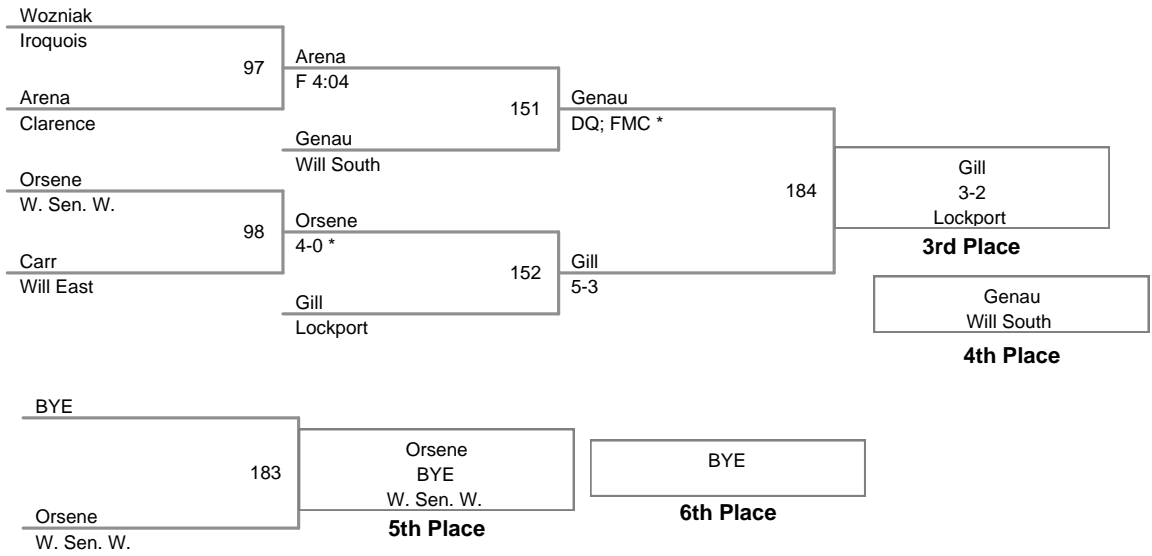 Wozniak
Iroquois
97
Arena
Clarence
Arena
F 4:04
151
Genau
Will South
Genau
DQ; FMC *
Orsene
W. Sen. W.
98
Carr
Will East
Orsene
4-0 *
152
Gill
Lockport
Gill
5-3
184
Gill
3-2
Lockport
3rd Place
Genau
Will South
4th Place
BYE
183
Orsene
W. Sen. W.
Orsene
BYE
W. Sen. W.
5th Place
BYE
6th Place